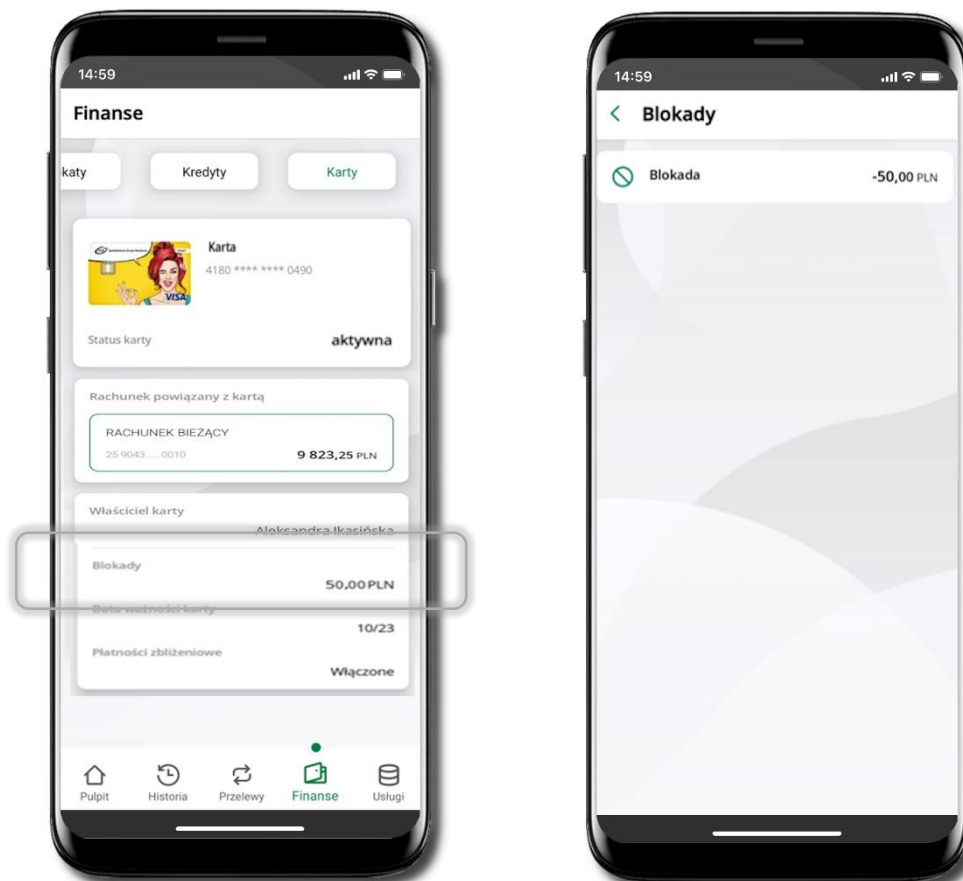 14:59
Finanse
katy
Kredyty
Karty
Karta
4180 **** **** 0490
VISA
Status karty
aktywna
Rachunek powiązany z kartą
RACHUNEK BIEŻĄCY
25 9043 .... 0010
9 823,25 PLN
Właściciel karty
Aleksandra Ikasińska
Blokady
50,00 PLN
Data ważności karty
10/23
Płatności zbliżeniowe
Włączone
Pulpit
Historia
Przelewy
Finanse
Usługi
14:59
Blokady
Blokada
-50,00 PLN